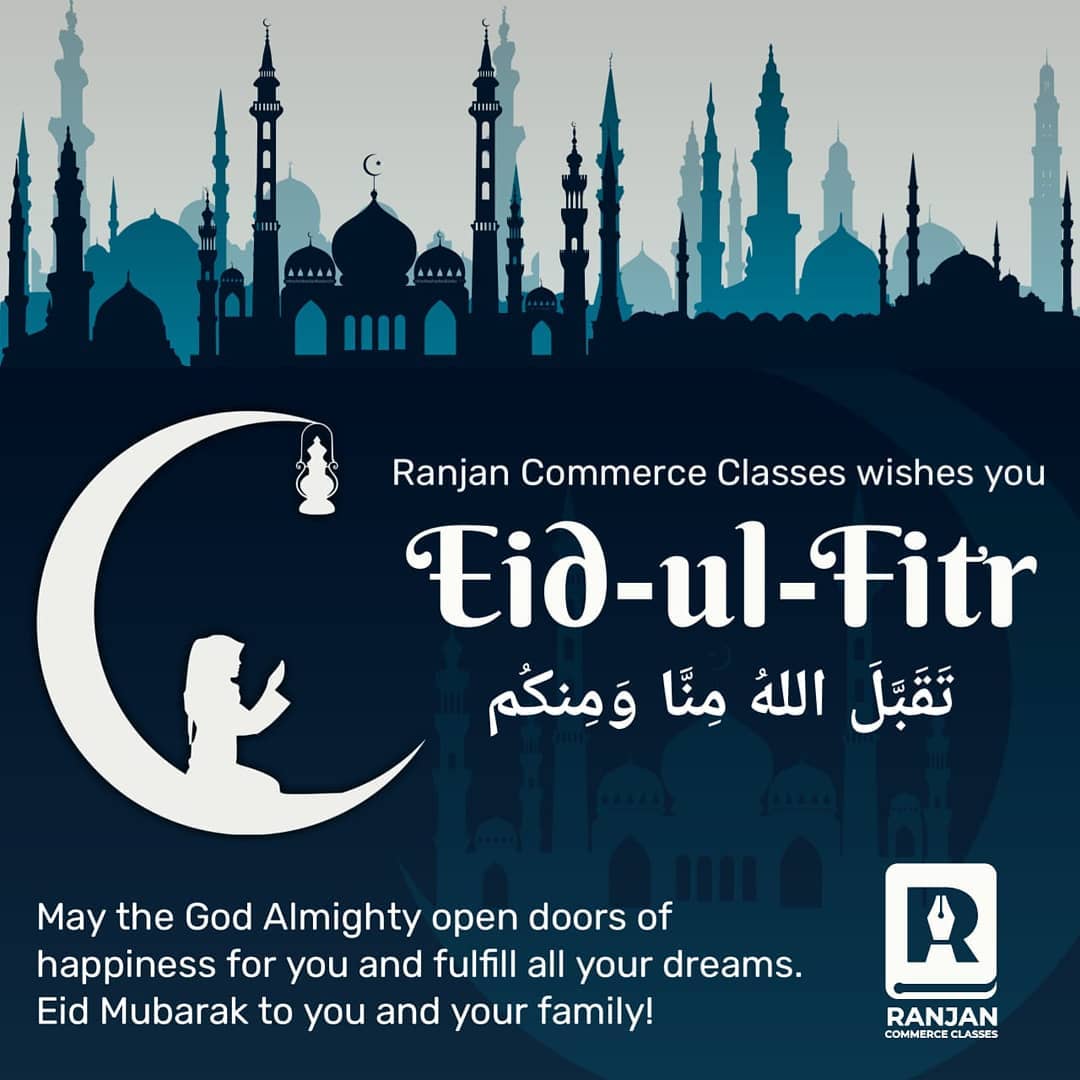 Ranjan Commerce Classes wishes you
Eid-ul-Fitr
تَقَبَّلَ اللهُ مِنَّا وَمِنكُم
May the God Almighty open doors of
happiness for you and fulfill all your dreams.
Eid Mubarak to you and your family!
R
RANJAN
COMMERCE CLASSES